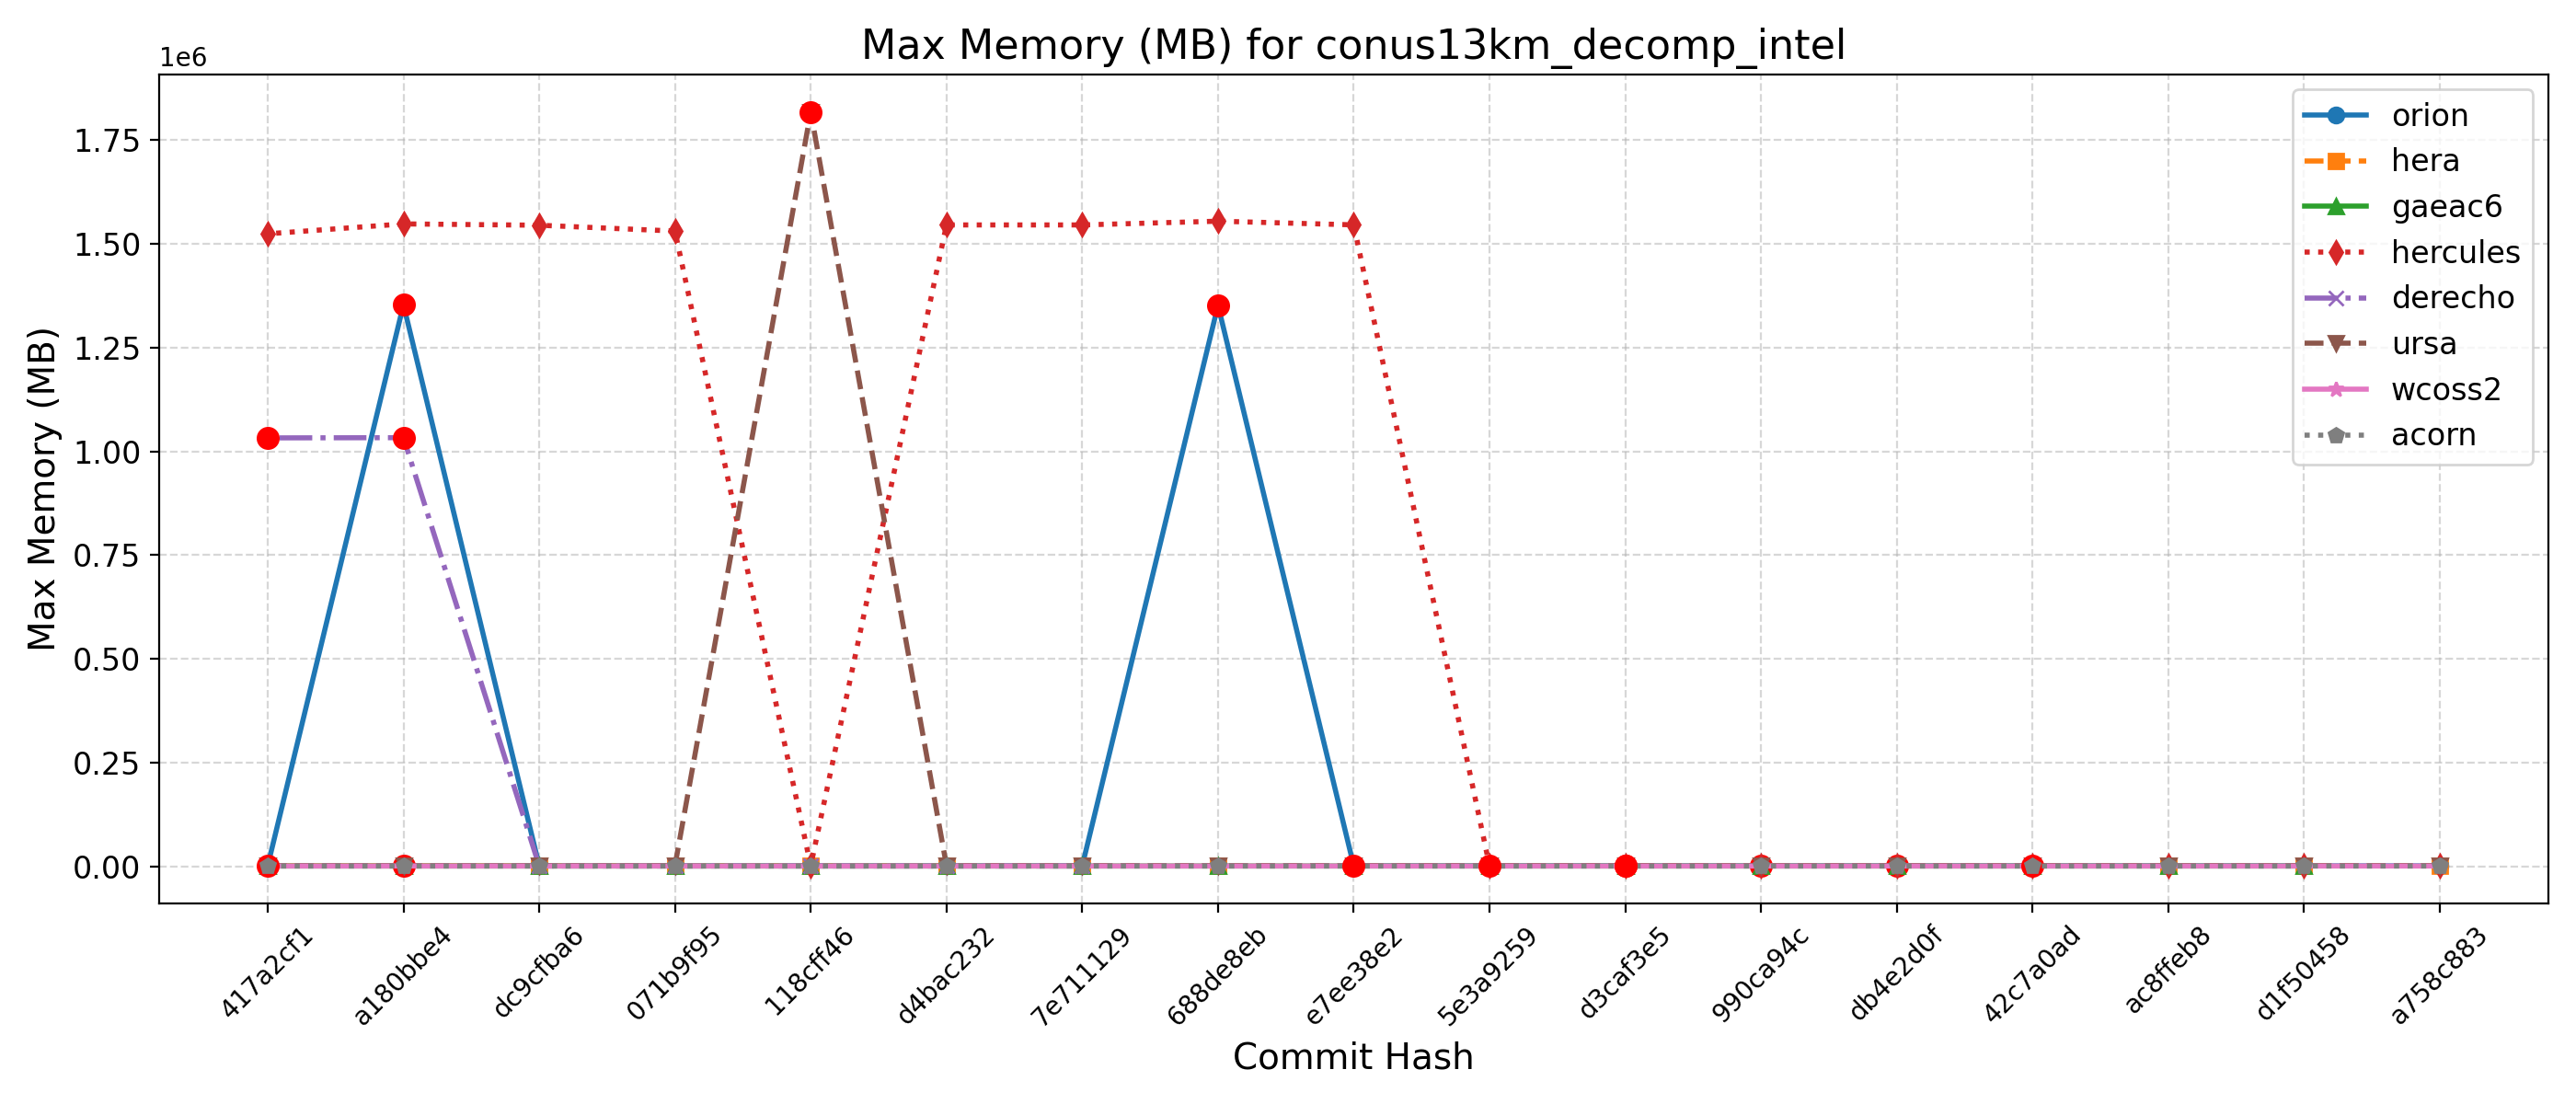 Max Memory (MB) for conus13km_decomp_intel
1e6
1.75
1.50
1.25
1.00
0.75
0.50
0.25
0.00
Max Memory (MB)
orion
hera
gaeac6
hercules
derecho
ursa
wcoss2
acorn
417a2cf1
a180bbe4
dc9cfba6
071b9f95
118cff46
d4bac232
7e711129
688de8eb
e7ee38e2
5e3a9259
d3caf3e5
990ca94c
db4e2d0f
42c7a0ad
ac8ffeb8
d1f50458
a758c883
Commit Hash